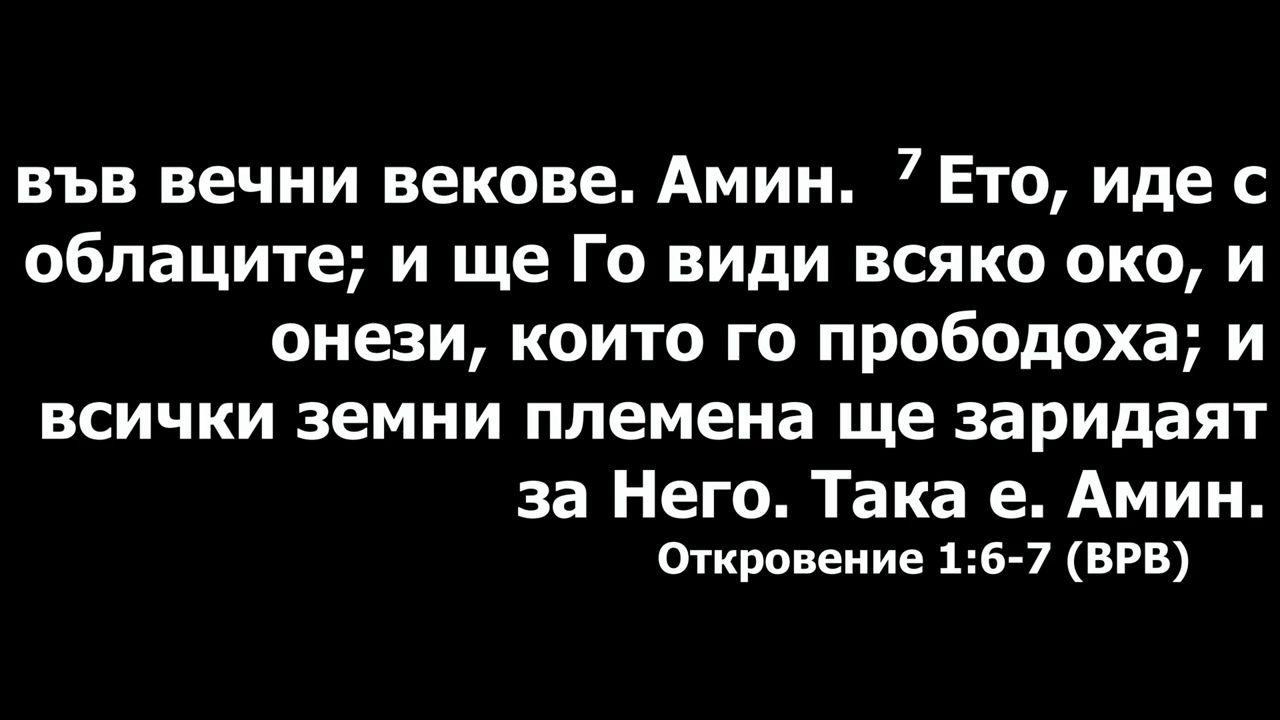 във вечни векове. Амин. ⁷ Ето, иде с
облаците; и ще Го види всяко око, и
онези, които го прободоха; и
всички земни племена ще заридаят
за Него. Така е. Амин.
Откровение 1:6-7 (ВРВ)